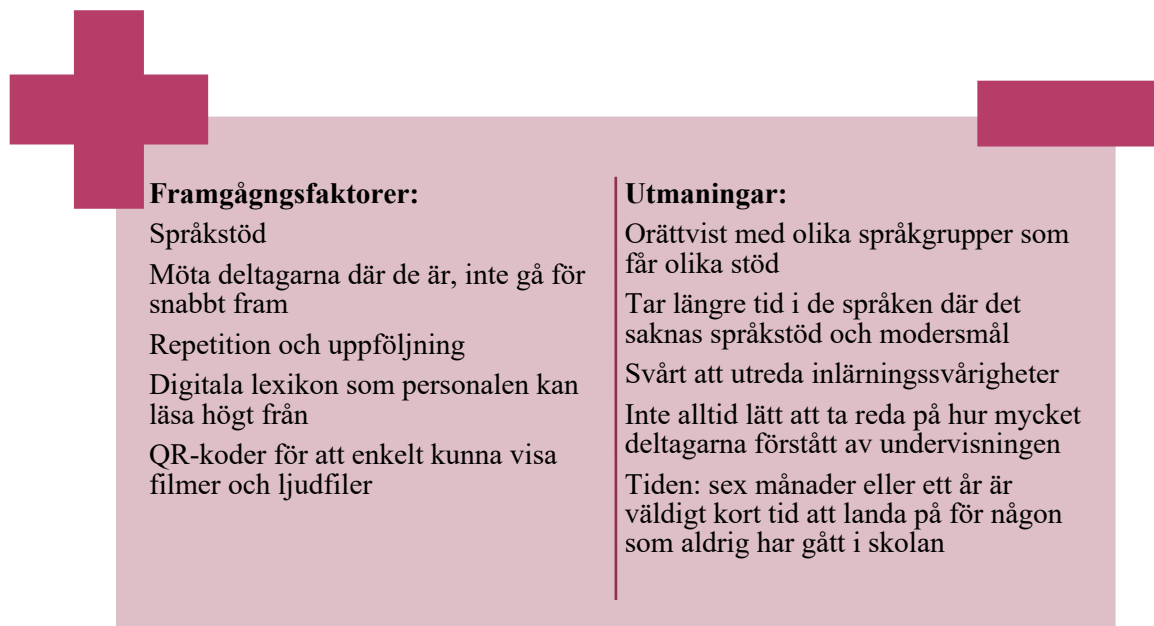 Framgågngsfaktorer:
Språkstöd
Möta deltagarna där de är, inte gå för
snabbt fram
Repetition och uppföljning
Digitala lexikon som personalen kan
läsa högt från
QR-koder för att enkelt kunna visa
filmer och ljudfiler
Utmaningar:
Orättvist med olika språkgrupper som
får olika stöd
Tar längre tid i de språken där det
saknas språkstöd och modersmål
Svårt att utreda inlärningssvårigheter
Inte alltid lätt att ta reda på hur mycket
deltagarna förstått av undervisningen
Tiden: sex månader eller ett år är
väldigt kort tid att landa på för någon
som aldrig har gått i skolan